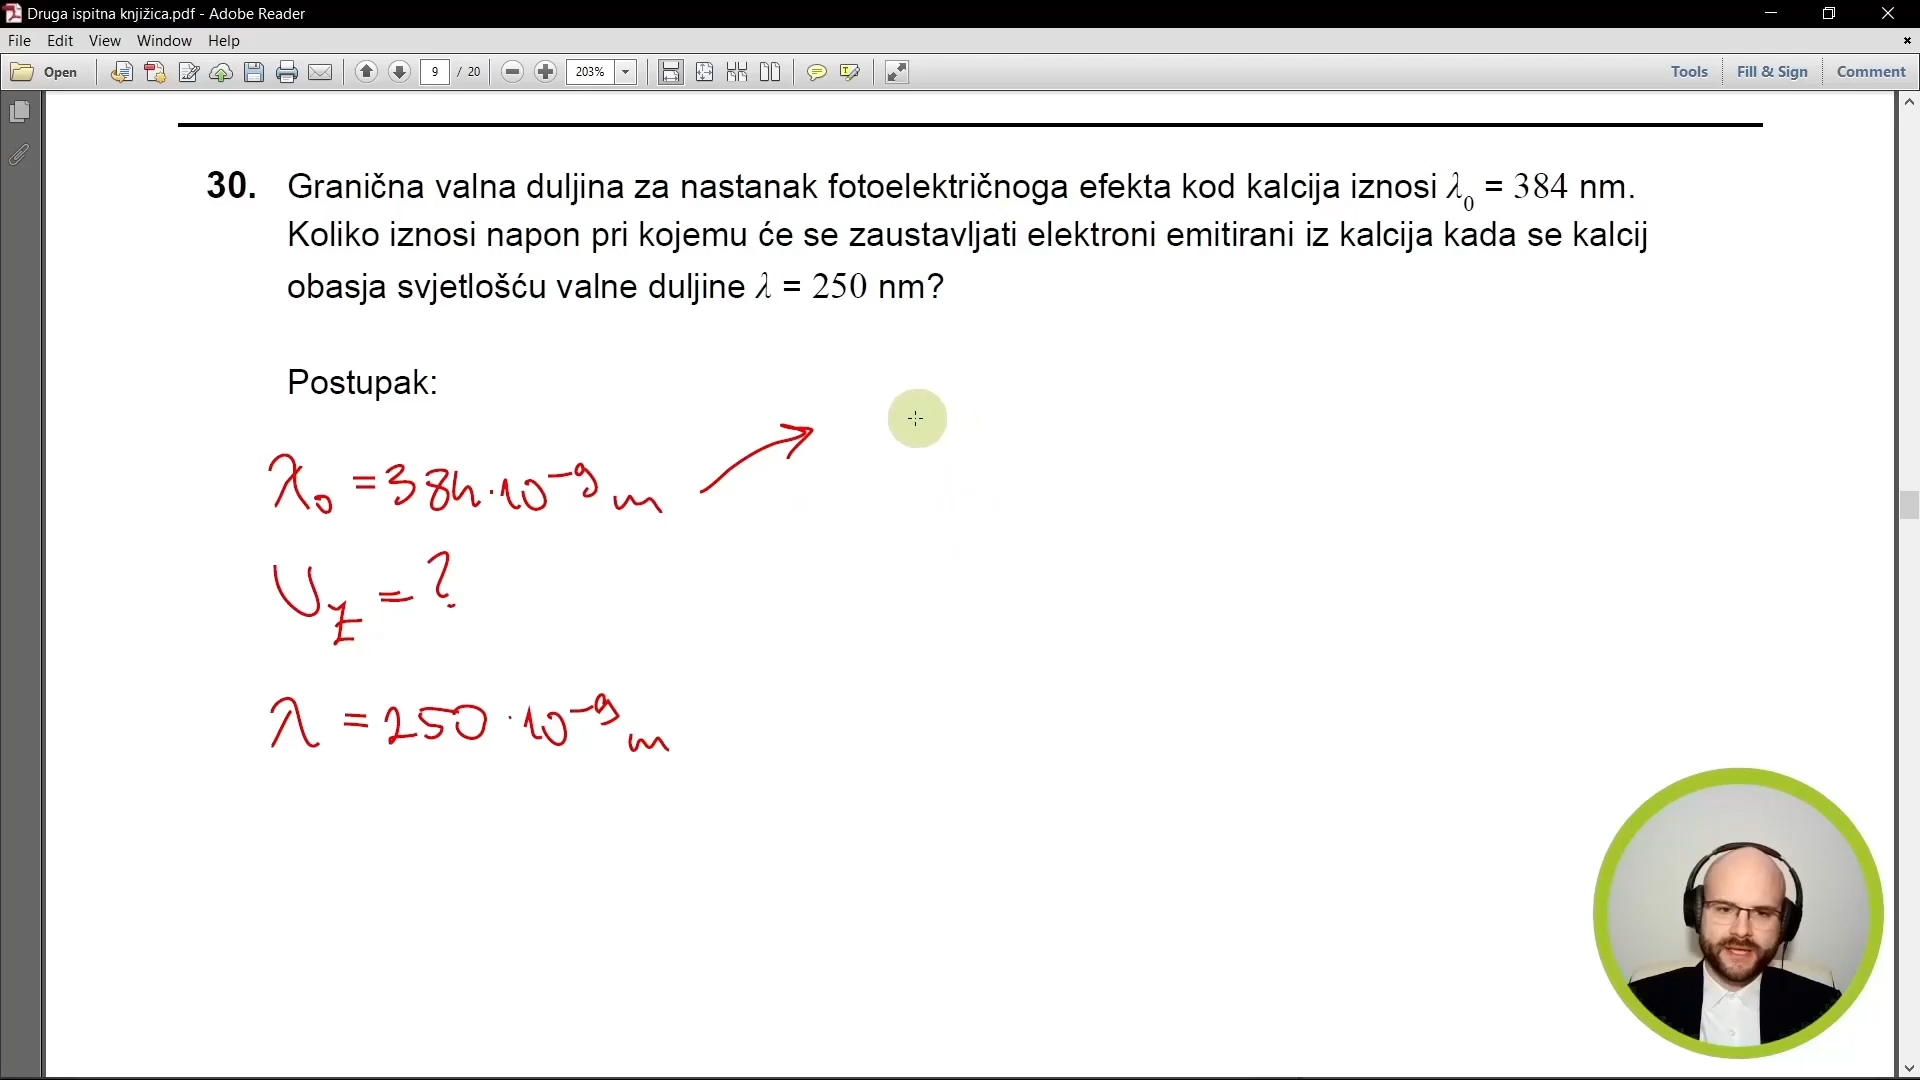 Druga ispitna knjižica.pdf - Adobe Reader
File Edit View Window Help
Open 9 / 20 203% Tools Fill & Sign Comment
30. Granična valna duljina za nastanak fotoelektričnoga efekta kod kalcija iznosi λ₀ = 384 nm.
Koliko iznosi napon pri kojemu će se zaustavljati elektroni emitirani iz kalcija kada se kalcij
obasja svjetlošću valne duljine λ = 250 nm?
Postupak:
λ₀ = 384 · 10⁻⁹ m
U_z = ?
λ = 250 · 10⁻⁹ m